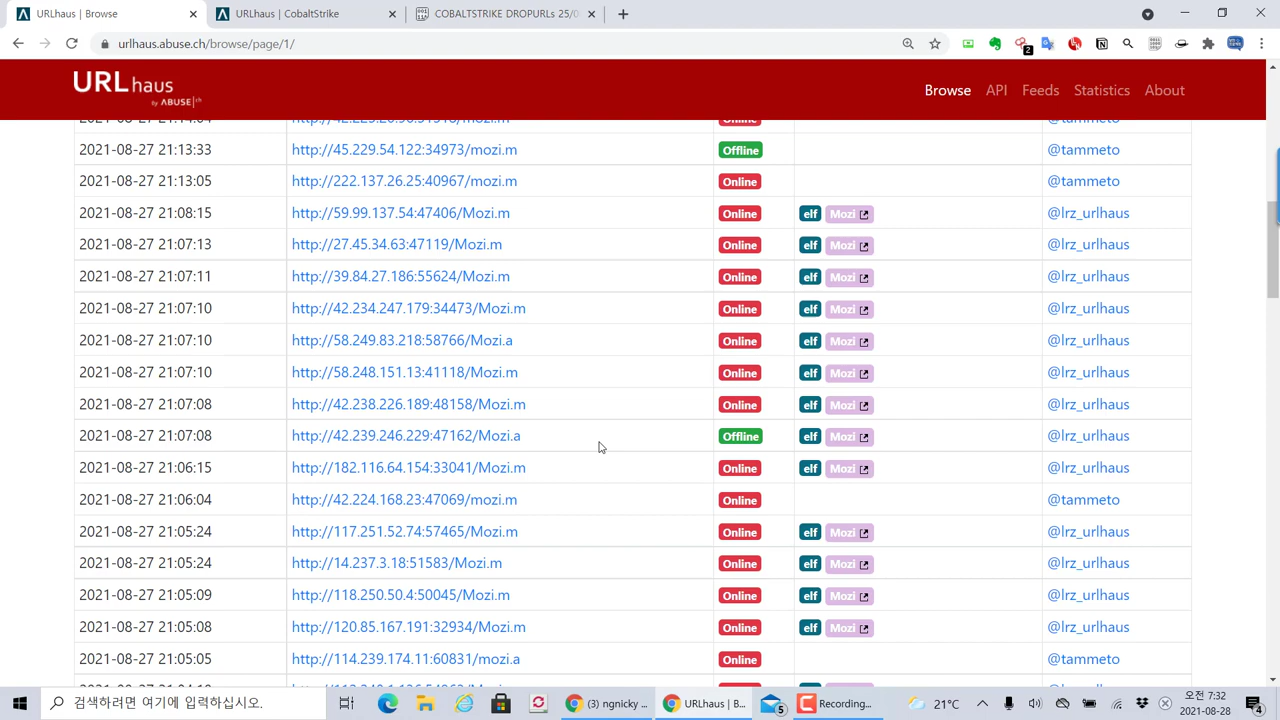 URLhaus | Browse
URLhaus | CobaltStrike
COBALTSTRIKE DROPURLs 25/0
urlhaus.abuse.ch/browse/page/1/
2
URLhaus
by ABUSE|ch
Browse API Feeds Statistics About
Online @tammeto
2021-08-27 21:13:33 http://45.229.54.122:34973/mozi.m Offline @tammeto
2021-08-27 21:13:05 http://222.137.26.25:40967/mozi.m Online @tammeto
2021-08-27 21:08:15 http://59.99.137.54:47406/Mozi.m Online elf Mozi @lrz_urlhaus
2021-08-27 21:07:13 http://27.45.34.63:47119/Mozi.m Online elf Mozi @lrz_urlhaus
2021-08-27 21:07:11 http://39.84.27.186:55624/Mozi.m Online elf Mozi @lrz_urlhaus
2021-08-27 21:07:10 http://42.234.247.179:34473/Mozi.m Online elf Mozi @lrz_urlhaus
2021-08-27 21:07:10 http://58.249.83.218:58766/Mozi.a Online elf Mozi @lrz_urlhaus
2021-08-27 21:07:10 http://58.248.151.13:41118/Mozi.m Online elf Mozi @lrz_urlhaus
2021-08-27 21:07:08 http://42.238.226.189:48158/Mozi.m Online elf Mozi @lrz_urlhaus
2021-08-27 21:07:08 http://42.239.246.229:47162/Mozi.a Offline elf Mozi @lrz_urlhaus
2021-08-27 21:06:15 http://182.116.64.154:33041/Mozi.m Online elf Mozi @lrz_urlhaus
2021-08-27 21:06:04 http://42.224.168.23:47069/mozi.m Online @tammeto
2021-08-27 21:05:24 http://117.251.52.74:57465/Mozi.m Online elf Mozi @lrz_urlhaus
2021-08-27 21:05:24 http://14.237.3.18:51583/Mozi.m Online elf Mozi @lrz_urlhaus
2021-08-27 21:05:09 http://118.250.50.4:50045/Mozi.m Online elf Mozi @lrz_urlhaus
2021-08-27 21:05:08 http://120.85.167.191:32934/Mozi.m Online elf Mozi @lrz_urlhaus
2021-08-27 21:05:05 http://114.239.174.11:60831/mozi.a Online @tammeto
검색하려면 여기에 입력하십시오.
(5) ngnicky ...
URLhaus | B...
5
Recording...
21°C
오전 7:32
2021-08-28
4